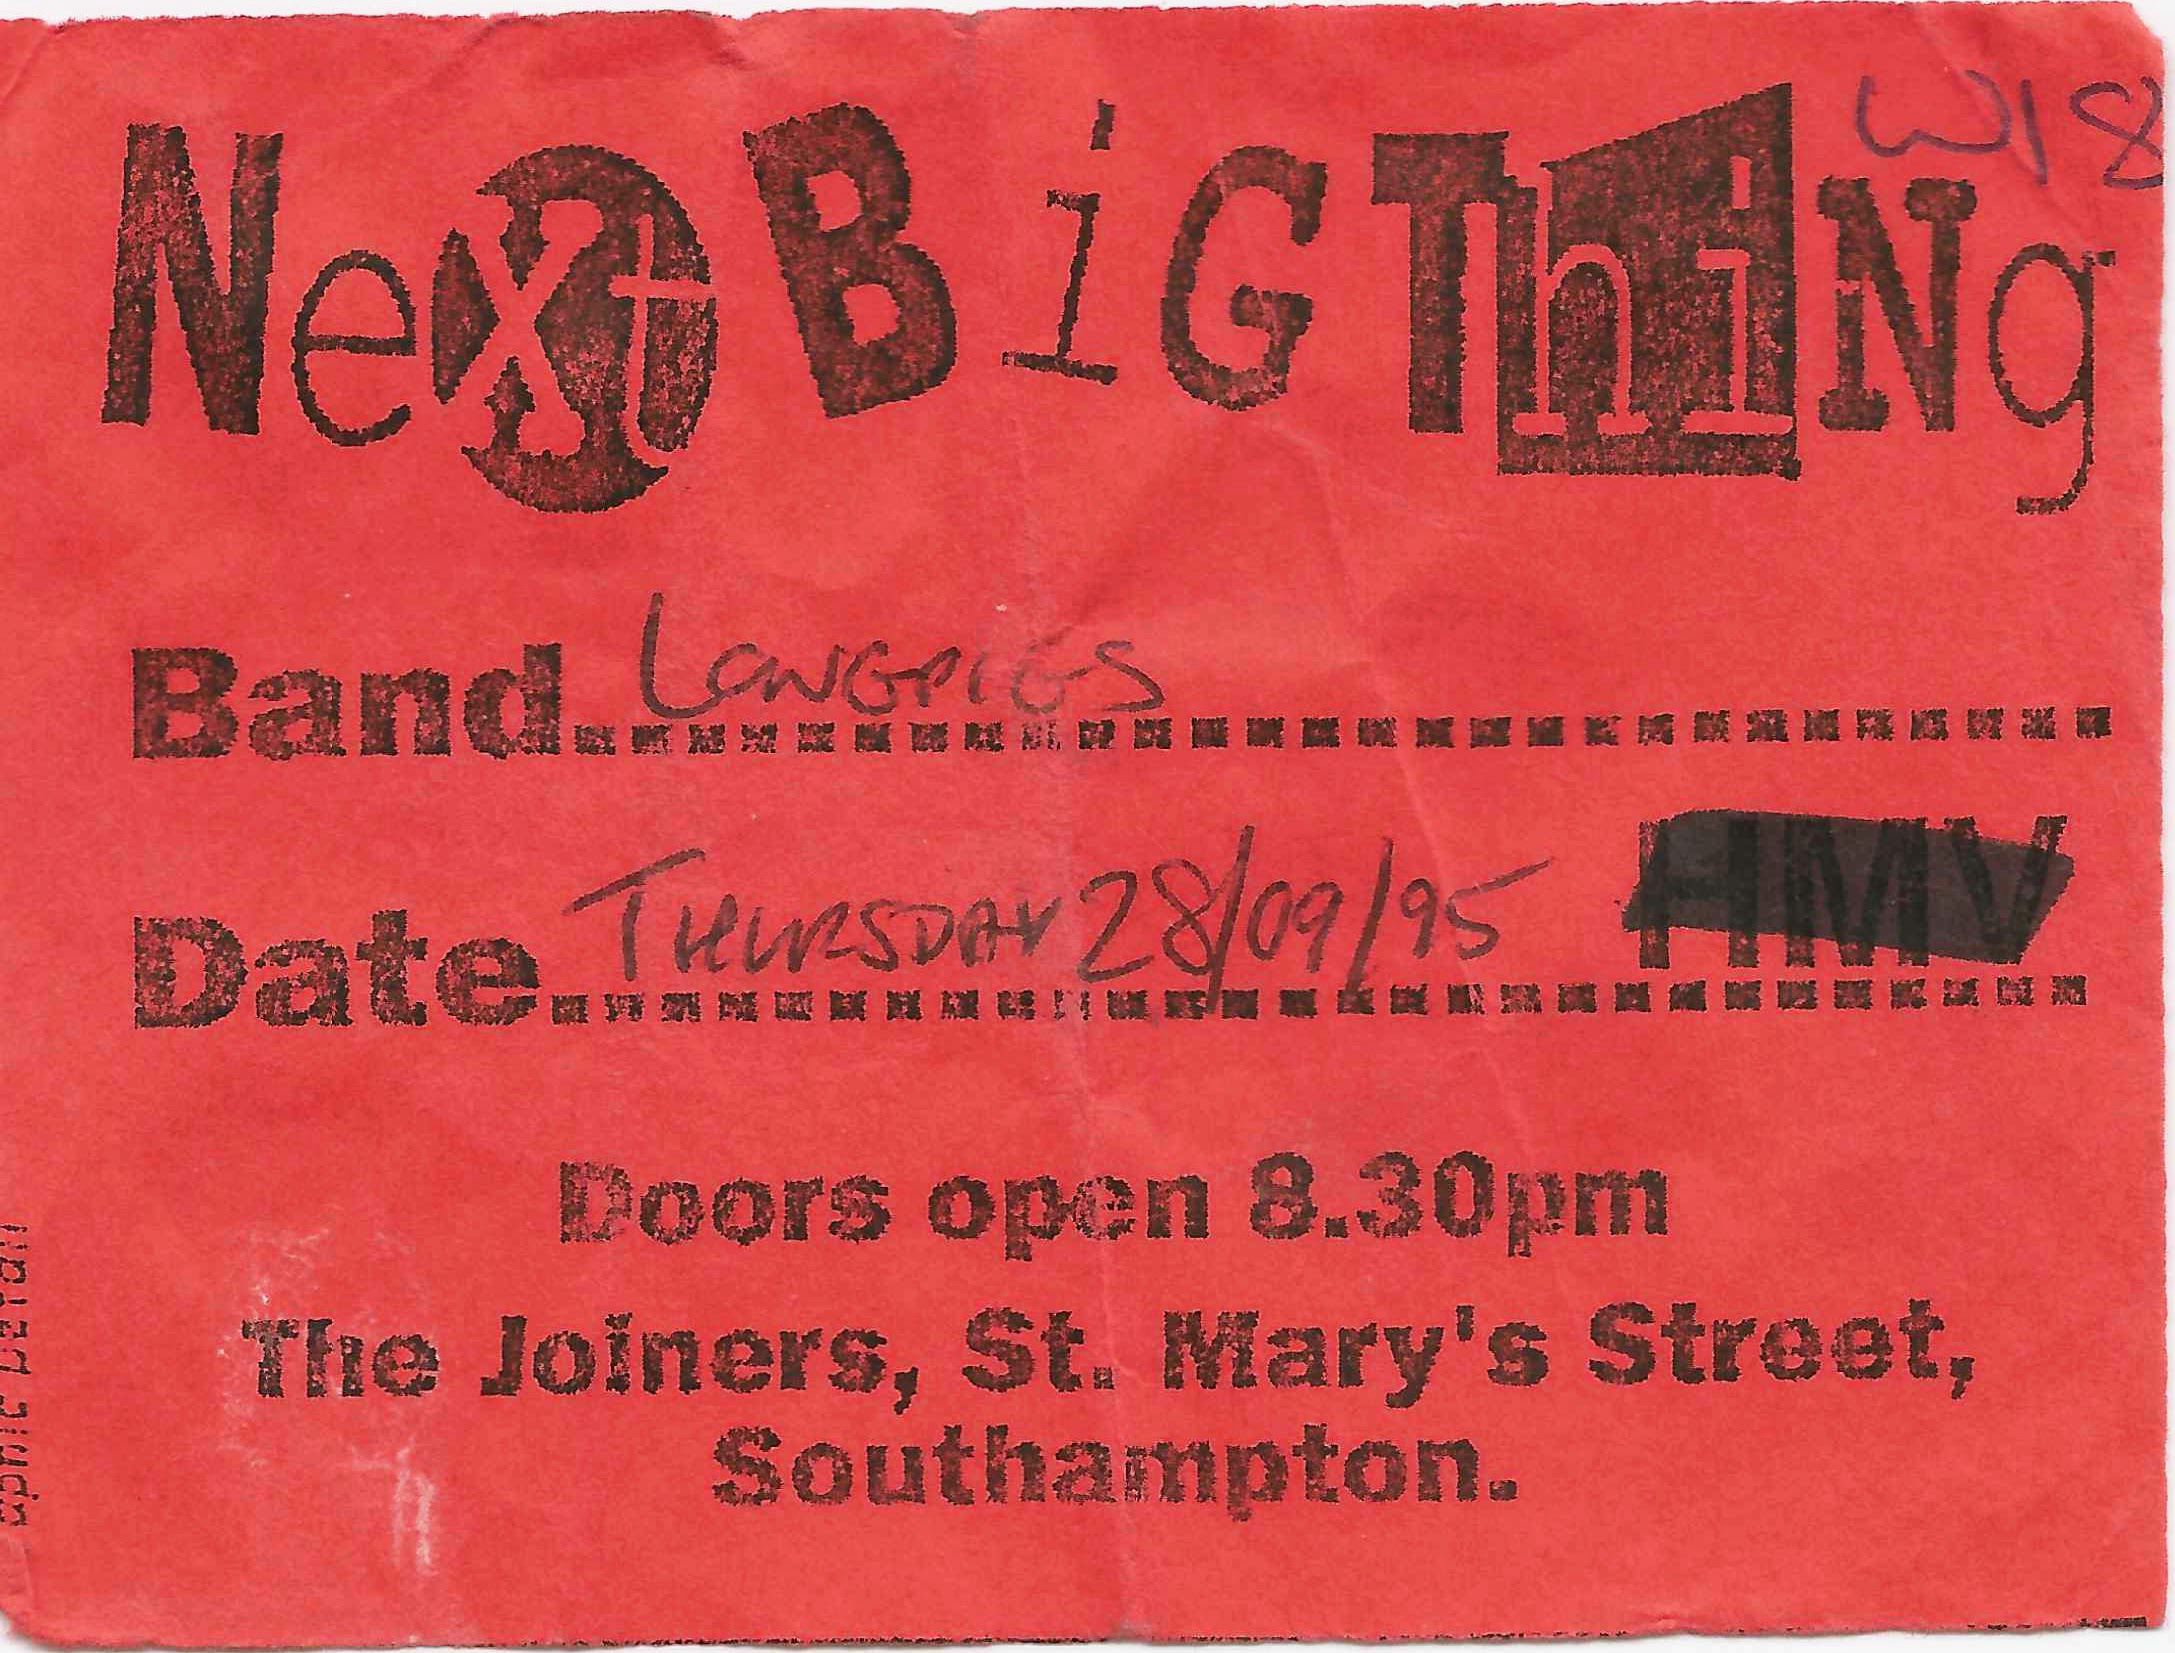 W18
NeXt BiG ThiNg
Band LONGPIGS
Date THURSDAY 28/09/95 HMV
Doors open 8.30pm
The Joiners, St. Mary's Street,
Southampton.